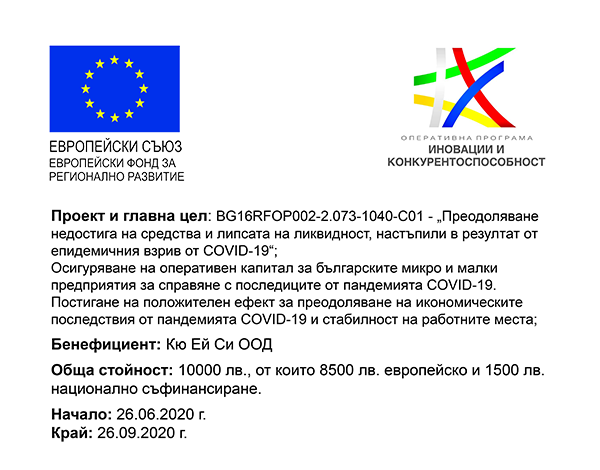 ЕВРОПЕЙСКИ СЪЮЗ
ЕВРОПЕЙСКИ ФОНД ЗА
РЕГИОНАЛНО РАЗВИТИЕ
ОПЕРАТИВНА ПРОГРАМА
ИНОВАЦИИ И
КОНКУРЕНТОСПОСОБНОСТ
Проект и главна цел: BG16RFOP002-2.073-1040-C01 - „Преодоляване
недостига на средства и липсата на ликвидност, настъпили в резултат от
епидемичния взрив от COVID-19“;
Осигуряване на оперативен капитал за българските микро и малки
предприятия за справяне с последиците от пандемията COVID-19.
Постигане на положителен ефект за преодоляване на икономическите
последствия от пандемията COVID-19 и стабилност на работните места;
Бенефициент: Кю Ей Си ООД
Обща стойност: 10000 лв., от които 8500 лв. европейско и 1500 лв.
национално съфинансиране.
Начало: 26.06.2020 г.
Край: 26.09.2020 г.